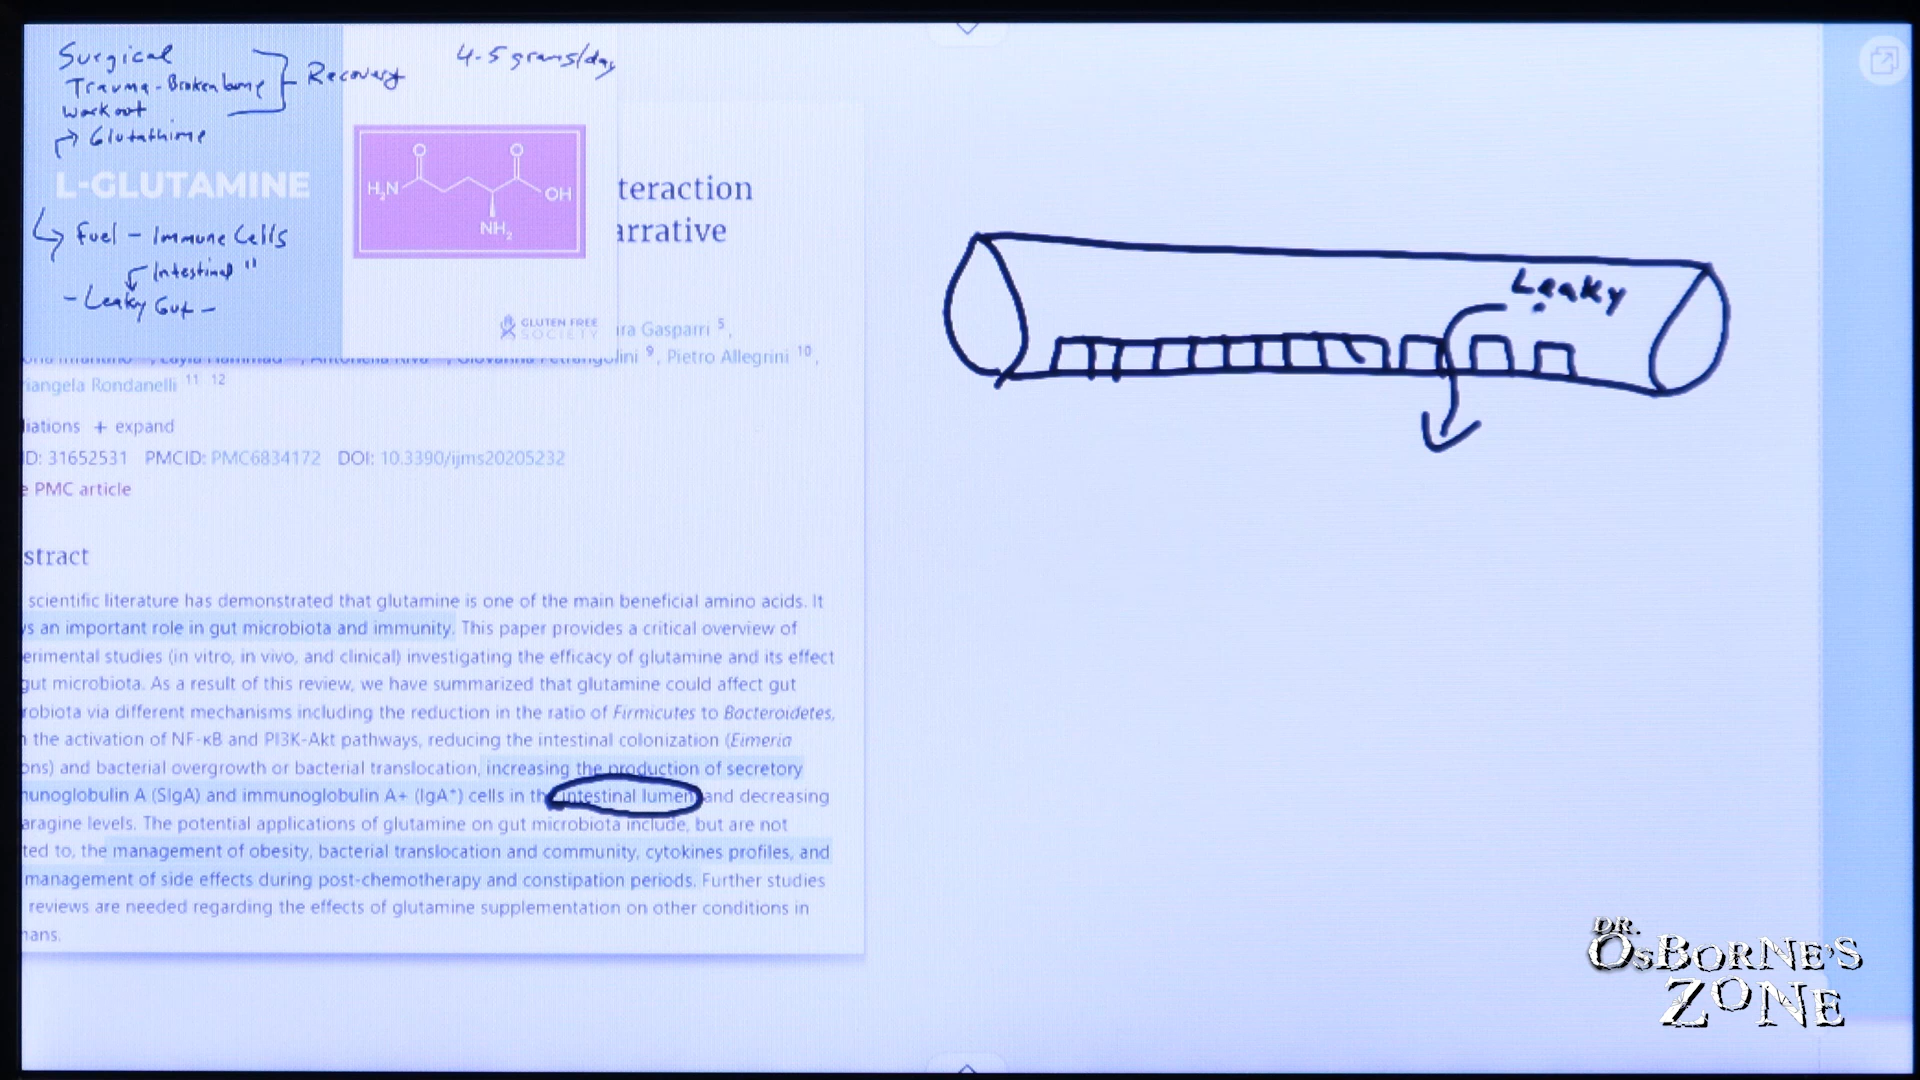 Surgical
Trauma - Broken bone
Workout
Recovery
4-5 grams/day
→ Glutathime
L-GLUTAMINE
H₂N
O
O
OH
NH₂
Fuel - Immune Cells
Intestinal "
- Leaky Gut -
GLUTEN FREE
SOCIETY
teraction
arrative
ra Gasparri 5,
lini 9, Pietro Allegrini 10,
iangela Rondanelli 11 12
liations + expand
D: 31652531 PMCID: PMC6834172 DOI: 10.3390/ijms20205232
e PMC article
stract
scientific literature has demonstrated that glutamine is one of the main beneficial amino acids. It
s an important role in gut microbiota and immunity. This paper provides a critical overview of
erimental studies (in vitro, in vivo, and clinical) investigating the efficacy of glutamine and its effect
gut microbiota. As a result of this review, we have summarized that glutamine could affect gut
robiota via different mechanisms including the reduction in the ratio of Firmicutes to Bacteroidetes,
h the activation of NF-κB and PI3K-Akt pathways, reducing the intestinal colonization (Eimeria
ons) and bacterial overgrowth or bacterial translocation, increasing the production of secretory
unoglobulin A (SIgA) and immunoglobulin A+ (IgA+) cells in the intestinal lumen and decreasing
aragine levels. The potential applications of glutamine on gut microbiota include, but are not
ted to, the management of obesity, bacterial translocation and community, cytokines profiles, and
management of side effects during post-chemotherapy and constipation periods. Further studies
reviews are needed regarding the effects of glutamine supplementation on other conditions in
ans.
Leaky
DR.
OSBORNE'S
ZONE